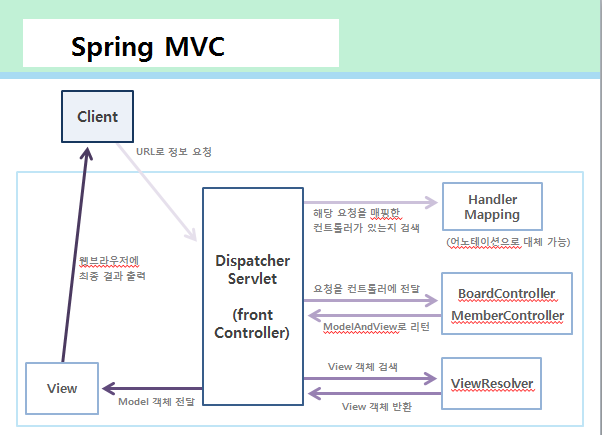 Spring MVC
Client
URL로 정보 요청
해당 요청을 매핑한
컨트롤러가 있는지 검색
Handler
Mapping
(어노테이션으로 대체 가능)
웹브라우저에
최종 결과 출력
Dispatcher
Servlet
(front
Controller)
요청을 컨트롤러에 전달
ModelAndView로 리턴
BoardController
MemberController
View 객체 검색
View 객체 반환
ViewResolver
View
Model 객체 전달